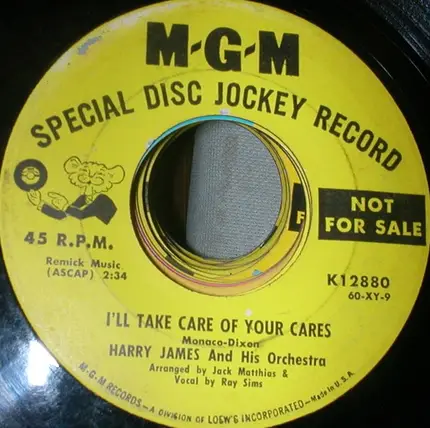 M-G-M
SPECIAL DISC JOCKEY RECORD
NOT
FOR SALE
45 R.P.M.
Remick Music
(ASCAP) 2:34
K12880
60-XY-9
I'LL TAKE CARE OF YOUR CARES
Monaco-Dixon
HARRY JAMES And His Orchestra
Arranged by Jack Matthias &
Vocal by Ray Sims
M-G-M RECORDS—A DIVISION OF LOEW'S INCORPORATED—Made in U.S.A.
F